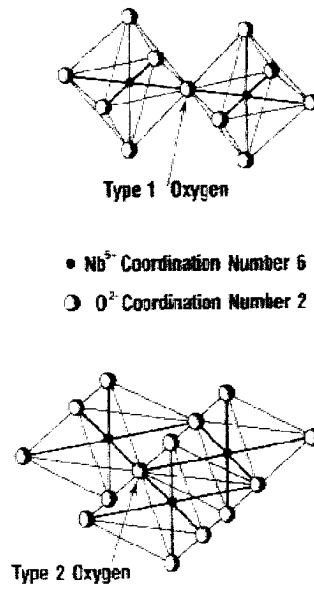 Type 1 Oxygen
● Nb⁵⁺ Coordination Number 6
O²⁻ Coordination Number 2
Type 2 Oxygen